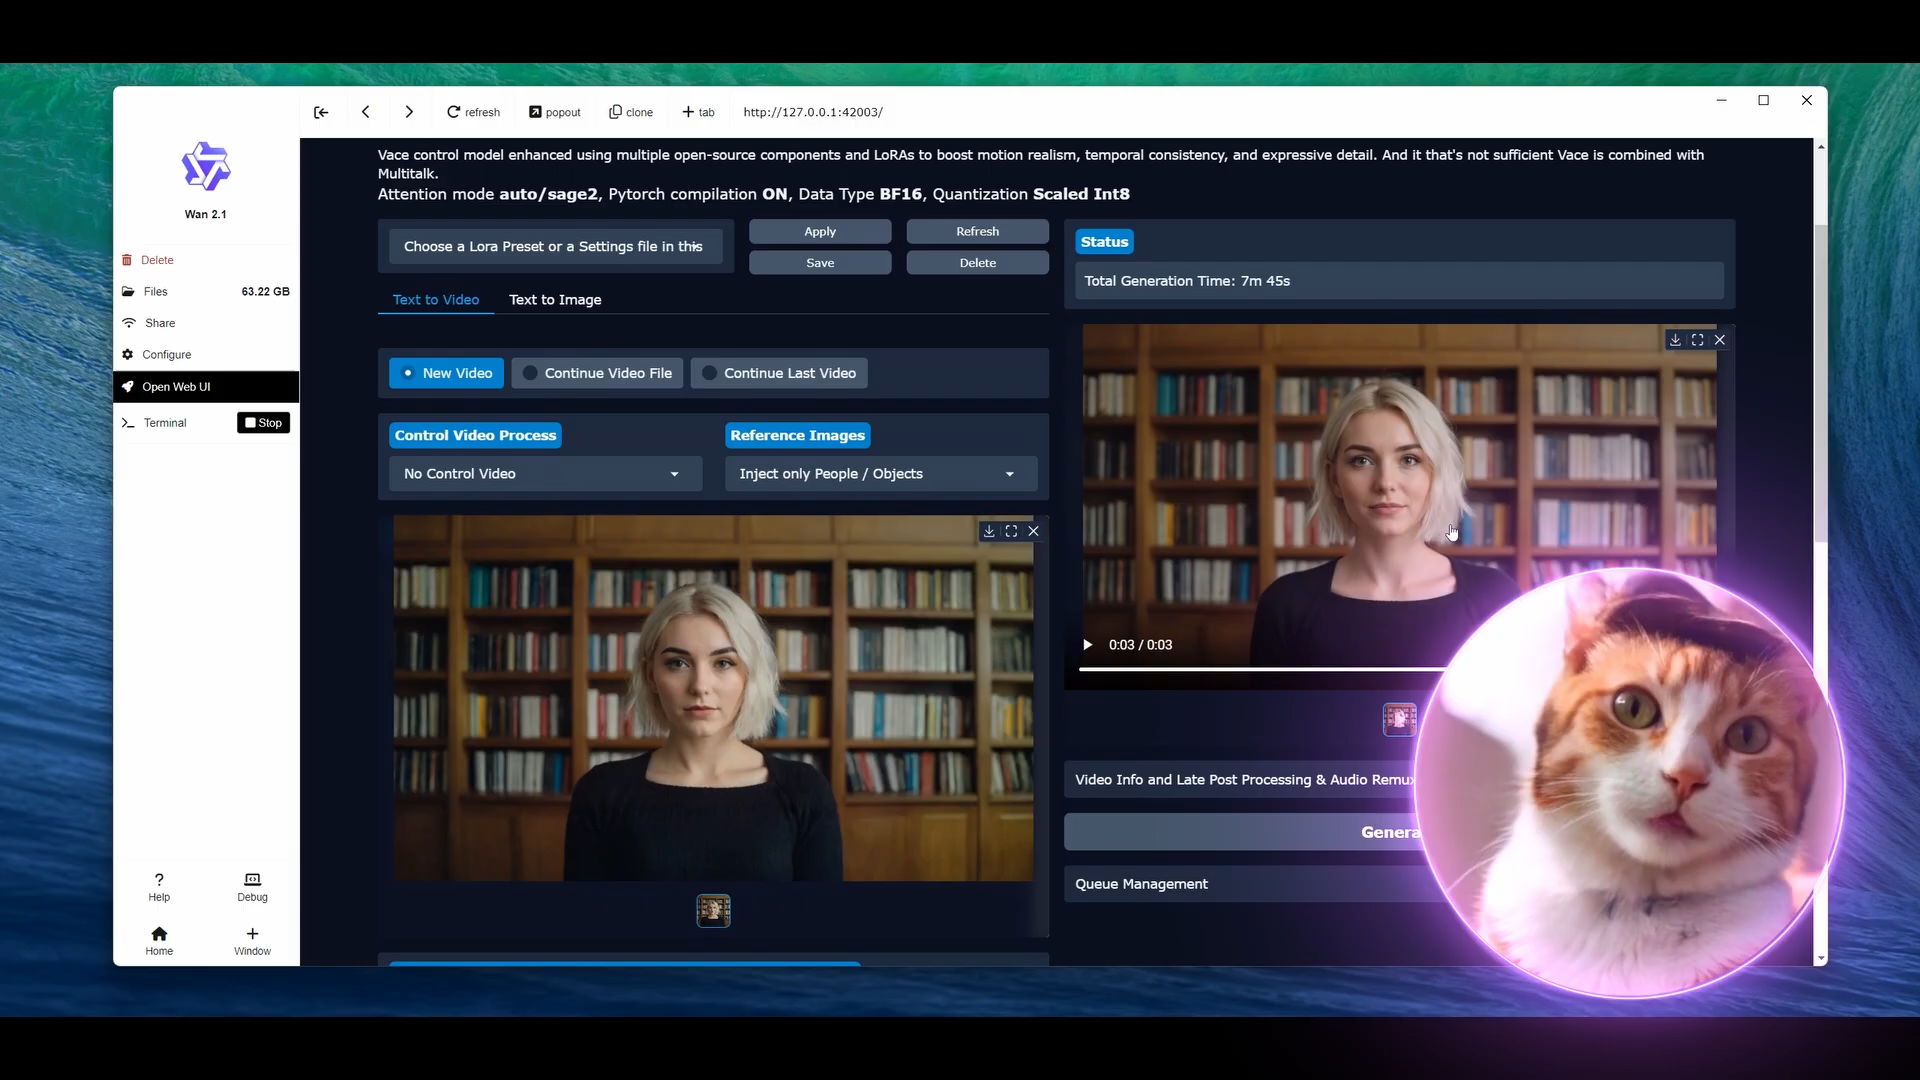 refresh
popout
clone
tab
http://127.0.0.1:42003/
Wan 2.1
Delete
Files 63.22 GB
Share
Configure
Open Web UI
Terminal Stop
Help
Debug
Home
Window
Vace control model enhanced using multiple open-source components and LoRAs to boost motion realism, temporal consistency, and expressive detail. And it that's not sufficient Vace is combined with
Multitalk.
Attention mode auto/sage2, Pytorch compilation ON, Data Type BF16, Quantization Scaled Int8
Choose a Lora Preset or a Settings file in this
Apply
Refresh
Save
Delete
Text to Video
Text to Image
New Video
Continue Video File
Continue Last Video
Control Video Process
Reference Images
No Control Video
Inject only People / Objects
Status
Total Generation Time: 7m 45s
0:03 / 0:03
Video Info and Late Post Processing & Audio
Genera
Queue Management